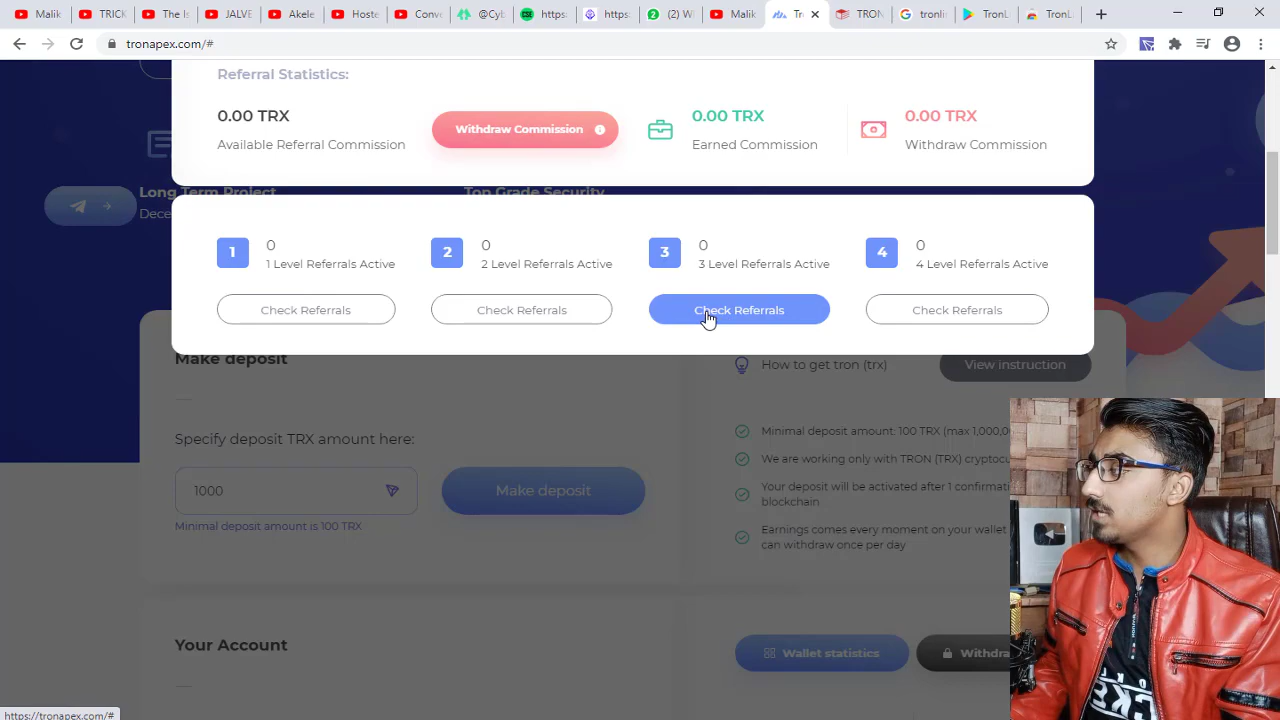 Malik
TRICK
The Is
JALVE
Akele
Hoste
Conve
@Cyb
https:
https:
(2) W
Malik
Tr
TRON
tronlin
TronL
TronL
tronapex.com/#
Referral Statistics:
0.00 TRX
Available Referral Commission
Withdraw Commission
0.00 TRX
Earned Commission
0.00 TRX
Withdraw Commission
Long Term Project
Dece
Top Grade Security
1
0
1 Level Referrals Active
Check Referrals
2
0
2 Level Referrals Active
Check Referrals
3
0
3 Level Referrals Active
Check Referrals
4
0
4 Level Referrals Active
Check Referrals
Make deposit
Specify deposit TRX amount here:
1000
Make deposit
Minimal deposit amount is 100 TRX
How to get tron (trx)
View instruction
Minimal deposit amount: 100 TRX (max 1,000,0
We are working only with TRON (TRX) cryptocu
Your deposit will be activated after 1 confirmati
blockchain
Earnings comes every moment on your wallet
can withdraw once per day
Your Account
Wallet statistics
Withdra
https://tronapex.com/#